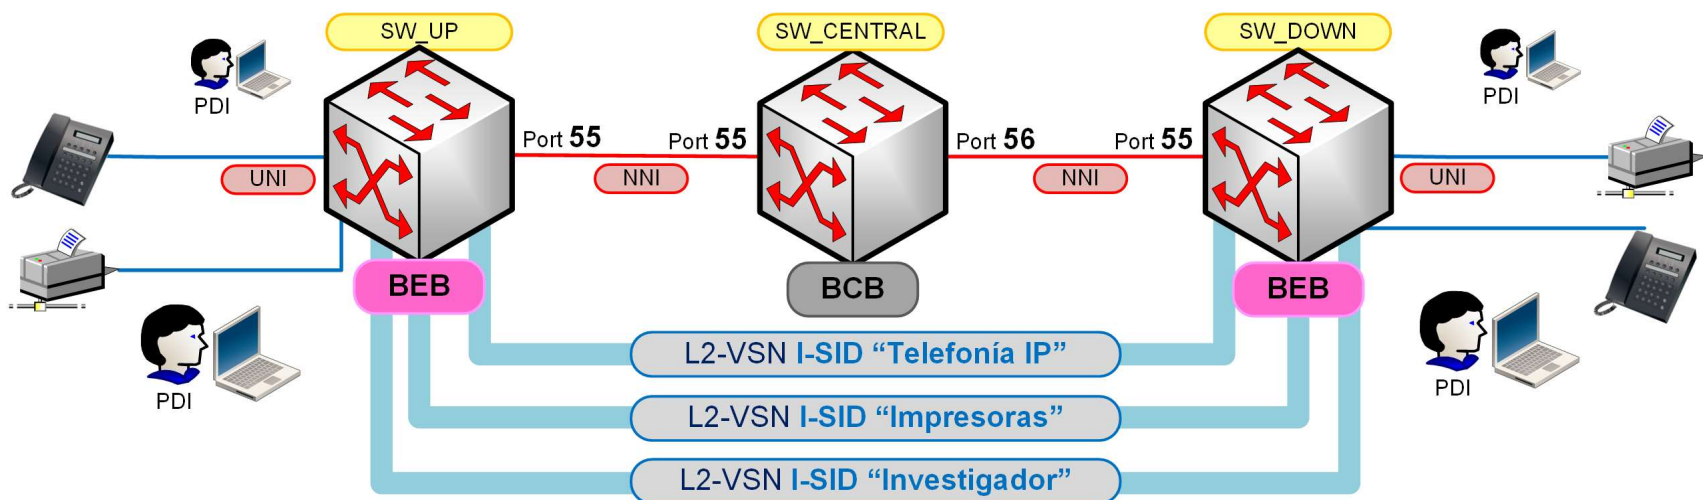 SW_UP
SW_CENTRAL
SW_DOWN
PDI
PDI
Port 55
Port 55
Port 56
Port 55
UNI
NNI
NNI
UNI
BEB
BCB
BEB
L2-VSN I-SID “Telefonía IP”
PDI
PDI
L2-VSN I-SID “Impresoras”
L2-VSN I-SID “Investigador”